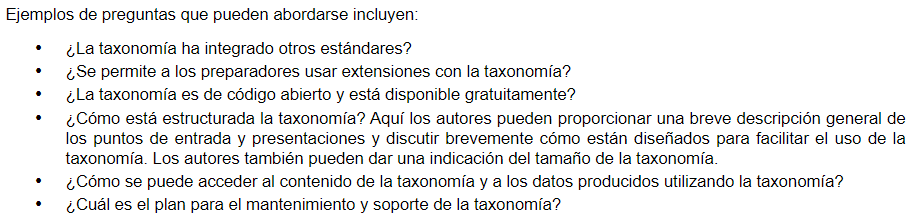 Ejemplos de preguntas que pueden abordarse incluyen:
• ¿La taxonomía ha integrado otros estándares?
• ¿Se permite a los preparadores usar extensiones con la taxonomía?
• ¿La taxonomía es de código abierto y está disponible gratuitamente?
• ¿Cómo está estructurada la taxonomía? Aquí los autores pueden proporcionar una breve descripción general de
los puntos de entrada y presentaciones y discutir brevemente cómo están diseñados para facilitar el uso de la
taxonomía. Los autores también pueden dar una indicación del tamaño de la taxonomía.
• ¿Cómo se puede acceder al contenido de la taxonomía y a los datos producidos utilizando la taxonomía?
• ¿Cuál es el plan para el mantenimiento y soporte de la taxonomía?